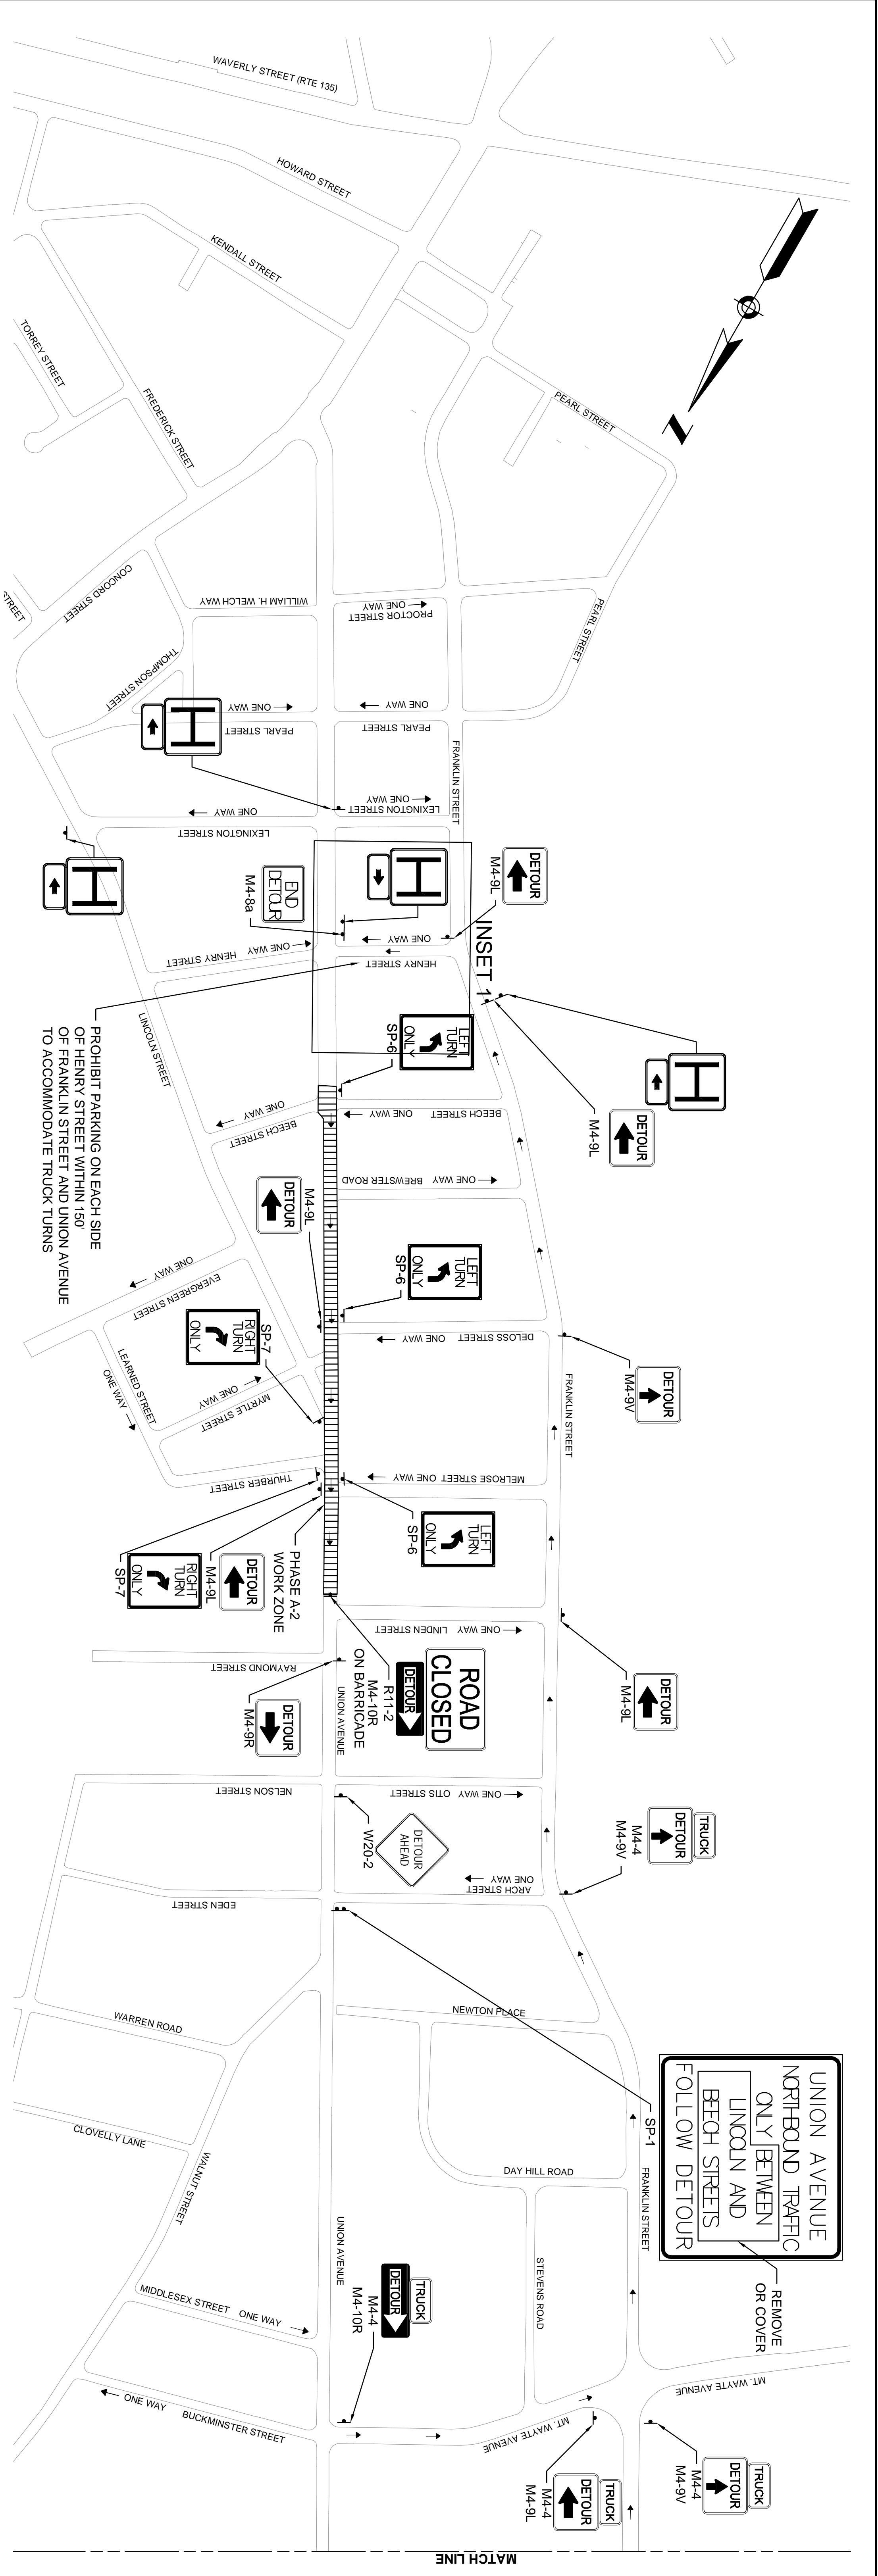 WAVERLY STREET (RTE 135)
HOWARD STREET
KENDALL STREET
TORREY STREET
FREDERICK STREET
CONCORD STREET
STREET
THOMPSON STREET
PEARL STREET
PEARL STREET
N
WILLIAM H. WELCH WAY
ONE WAY
PROCTOR STREET
ONE WAY
PEARL STREET
ONE WAY
PEARL STREET
FRANKLIN STREET
H
ONE WAY
LEXINGTON STREET
ONE WAY
LEXINGTON STREET
H
H
END
DETOUR
M4-8a
DETOUR
M4-9L
INSET 1
ONE WAY
HENRY STREET
ONE WAY HENRY STREET
LINCOLN STREET
PROHIBIT PARKING ON EACH SIDE
OF HENRY STREET WITHIN 150'
OF FRANKLIN STREET AND UNION AVENUE
TO ACCOMMODATE TRUCK TURNS
LEFT
TURN
ONLY
SP-6
H
DETOUR
M4-9L
ONE WAY
BEECH STREET
BEECH STREET ONE WAY
ONE WAY BREWSTER ROAD
DETOUR
M4-9L
LEFT
TURN
ONLY
SP-6
ONE WAY
EVERGREEN STREET
RIGHT
TURN
ONLY
SP-7
LEARNED STREET
ONE WAY
ONE WAY
MYRTLE STREET
DELOSS STREET ONE WAY
DETOUR
M4-9V
FRANKLIN STREET
THURBER STREET
MELROSE STREET ONE WAY
LEFT
TURN
ONLY
SP-6
RIGHT
TURN
ONLY
SP-7
DETOUR
M4-9L
PHASE A-2
WORK ZONE
ONE WAY LINDEN STREET
RAYMOND STREET
ROAD
CLOSED
DETOUR
R11-2
M4-10R
ON BARRICADE
UNION AVENUE
DETOUR
M4-9R
DETOUR
M4-9L
NELSON STREET
ONE WAY OTIS STREET
DETOUR
AHEAD
W20-2
TRUCK
DETOUR
M4-4
M4-9V
ONE WAY
ARCH STREET
EDEN STREET
WARREN ROAD
CLOVELLY LANE
WALNUT STREET
NEWTON PLACE
DAY HILL ROAD
STEVENS ROAD
FRANKLIN STREET
UNION AVENUE
SP-1
UNION AVENUE
NORTHBOUND TRAFFIC
ONLY BETWEEN
LINCOLN AND
BEECH STREETS
FOLLOW DETOUR
REMOVE
OR COVER
MIDDLESEX STREET ONE WAY
ONE WAY BUCKMINSTER STREET
TRUCK
DETOUR
M4-4
M4-10R
MT. WAYTE AVENUE
MT. WAYTE AVENUE
TRUCK
DETOUR
M4-4
M4-9L
TRUCK
DETOUR
M4-4
M4-9V
MATCH LINE